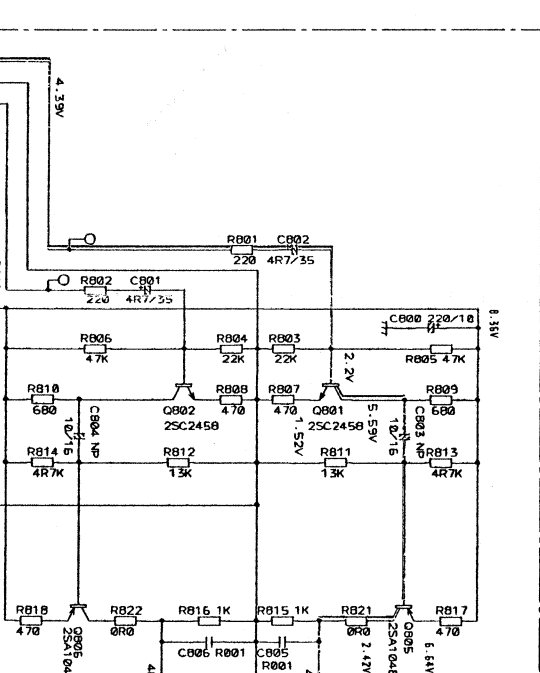 4.39V
R801 C802
220 4R7/35
R802 C801
220 4R7/35
C800 220/10
8.36V
R806 R804 R803
47K 22K 22K
R805 47K
2.2V
R810 R808 R807 R809
680 Q802 470 470 Q801 680
2SC2458 2SC2458
C804 NP
10/16
1.52V
5.59V
10/16
C803 NP
R814 R812 R811 R813
4R7K 13K 13K 4R7K
R818 R822 R816 1K R815 1K R821 R817
470 0R0 0R0 470
Q806
2SA104
C806 R001 C805
R001
2.42V
2SA1048
Q805
6.64V